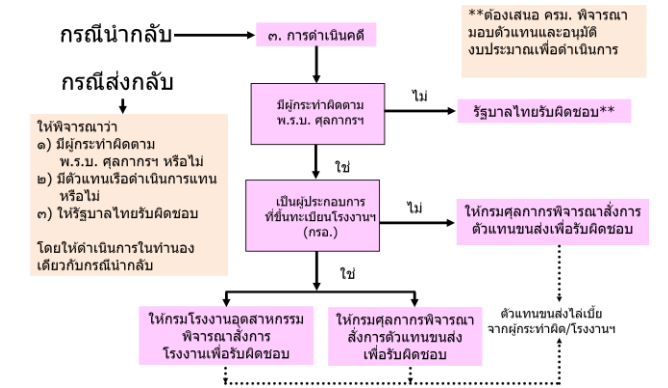 กรณีนำกลับ
๓. การดำเนินคดี
**ต้องเสนอ ครม. พิจารณา
มอบตัวแทนและอนุมัติ
งบประมาณเพื่อดำเนินการ
กรณีส่งกลับ
ให้พิจารณาว่า
๑) มีผู้กระทำผิดตาม
พ.ร.บ. ศุลกากรฯ หรือไม่
๒) มีตัวแทนเรือดำเนินการแทน
หรือไม่
๓) ให้รัฐบาลไทยรับผิดชอบ
โดยให้ดำเนินการในทำนอง
เดียวกับกรณีนำกลับ
มีผู้กระทำผิดตาม
พ.ร.บ. ศุลกากรฯ
ไม่
รัฐบาลไทยรับผิดชอบ**
ใช่
เป็นผู้ประกอบการ
ที่ขึ้นทะเบียนโรงงานฯ
(กรอ.)
ไม่
ให้กรมศุลกากรพิจารณาสั่งการ
ตัวแทนขนส่งเพื่อรับผิดชอบ
ใช่
ให้กรมโรงงานอุตสาหกรรม
พิจารณาสั่งการ
โรงงานเพื่อรับผิดชอบ
ให้กรมศุลกากรพิจารณา
สั่งการตัวแทนขนส่ง
เพื่อรับผิดชอบ
ตัวแทนขนส่งไล่เบี้ย
จากผู้กระทำผิด/โรงงานฯ